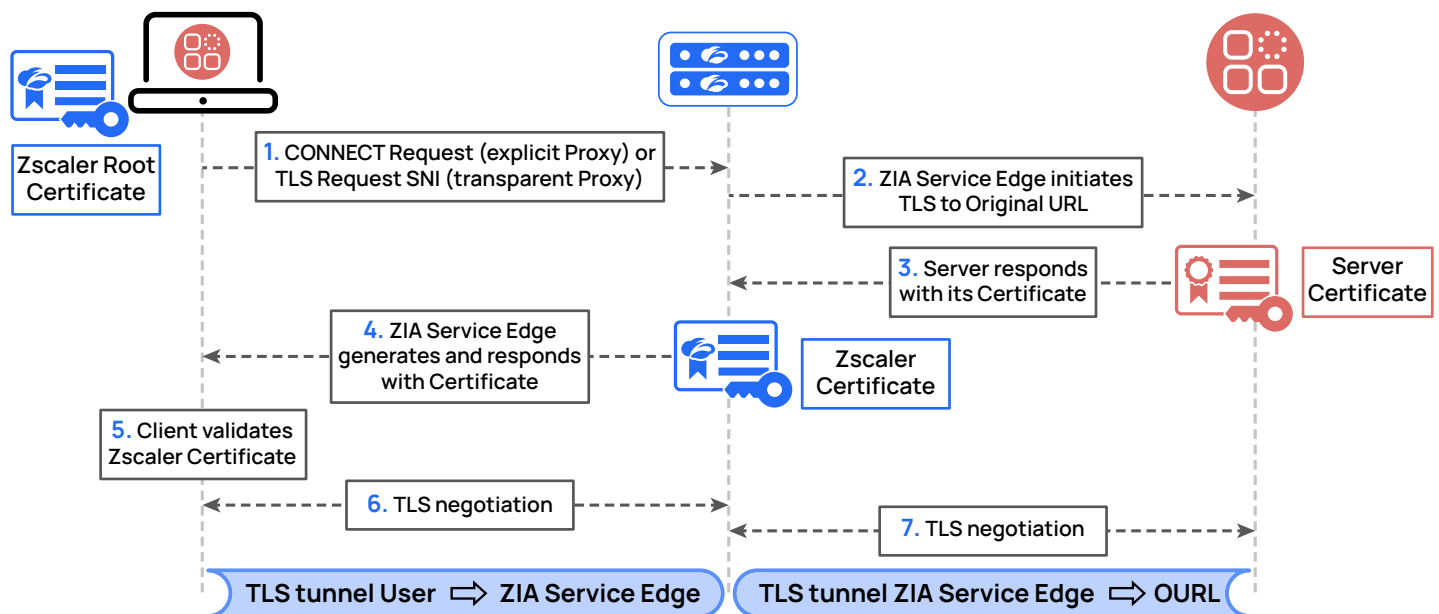 Zscaler Root
Certificate
1. CONNECT Request (explicit Proxy) or
TLS Request SNI (transparent Proxy)
2. ZIA Service Edge initiates
TLS to Original URL
3. Server responds
with its Certificate
Server
Certificate
4. ZIA Service Edge
generates and responds
with Certificate
Zscaler
Certificate
5. Client validates
Zscaler Certificate
6. TLS negotiation
7. TLS negotiation
TLS tunnel User ⇨ ZIA Service Edge
TLS tunnel ZIA Service Edge ⇨ OURL